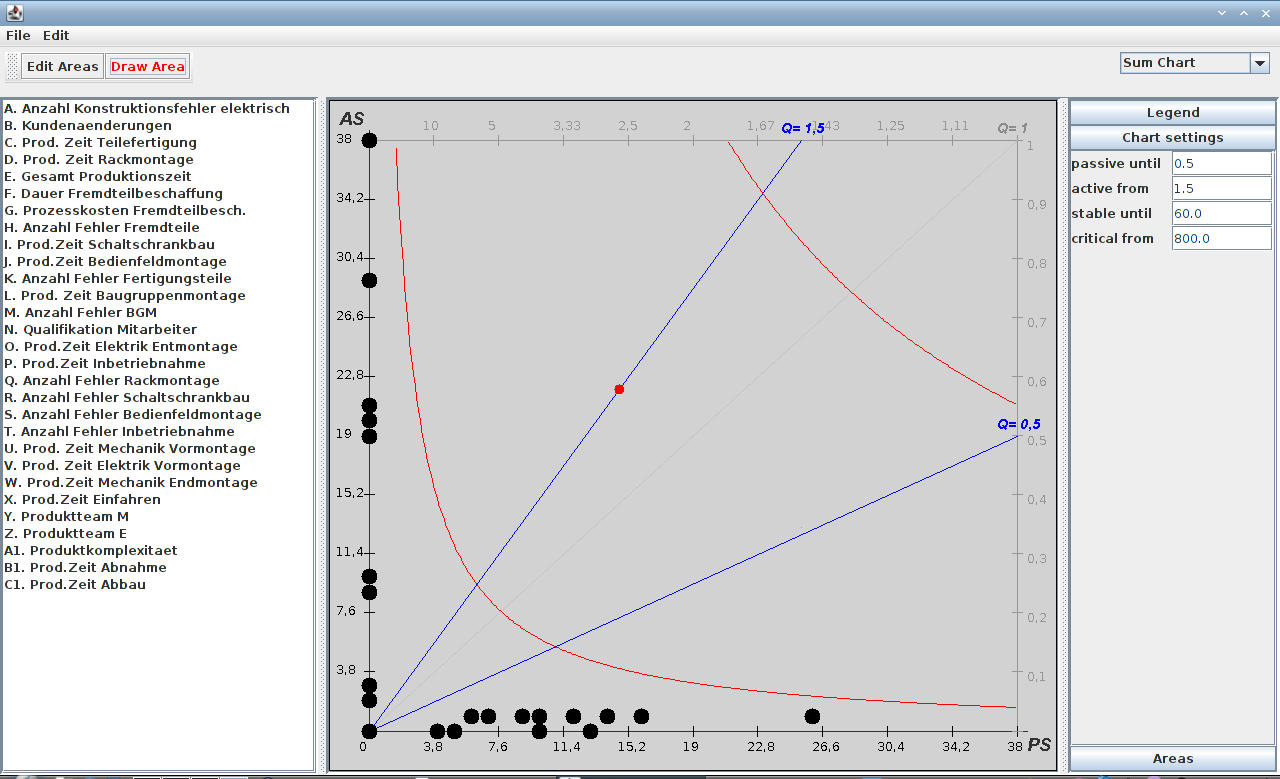 File Edit
Edit Areas Draw Area Sum Chart
A. Anzahl Konstruktionsfehler elektrisch
B. Kundenaenderungen
C. Prod. Zeit Teilefertigung
D. Prod. Zeit Rackmontage
E. Gesamt Produktionszeit
F. Dauer Fremdteilbeschaffung
G. Prozesskosten Fremdteilbesch.
H. Anzahl Fehler Fremdteile
I. Prod.Zeit Schaltschrankbau
J. Prod.Zeit Bedienfeldmontage
K. Anzahl Fehler Fertigungsteile
L. Prod. Zeit Baugruppenmontage
M. Anzahl Fehler BGM
N. Qualifikation Mitarbeiter
O. Prod.Zeit Elektrik Entmontage
P. Prod.Zeit Inbetriebnahme
Q. Anzahl Fehler Rackmontage
R. Anzahl Fehler Schaltschrankbau
S. Anzahl Fehler Bedienfeldmontage
T. Anzahl Fehler Inbetriebnahme
U. Prod. Zeit Mechanik Vormontage
V. Prod. Zeit Elektrik Vormontage
W. Prod.Zeit Mechanik Endmontage
X. Prod.Zeit Einfahren
Y. Produktteam M
Z. Produktteam E
A1. Produktkomplexitaet
B1. Prod.Zeit Abnahme
C1. Prod.Zeit Abbau
AS
10 5 3,33 2,5 2 1,67 Q= 1,5 43 1,25 1,11 Q= 1
38 1
34,2 0,9
30,4 0,8
26,6 0,7
22,8 0,6
Q= 0,5
19 0,5
15,2 0,4
11,4 0,3
7,6 0,2
3,8 0,1
0 3,8 7,6 11,4 15,2 19 22,8 26,6 30,4 34,2 38 PS
Legend
Chart settings
passive until 0.5
active from 1.5
stable until 60.0
critical from 800.0
Areas